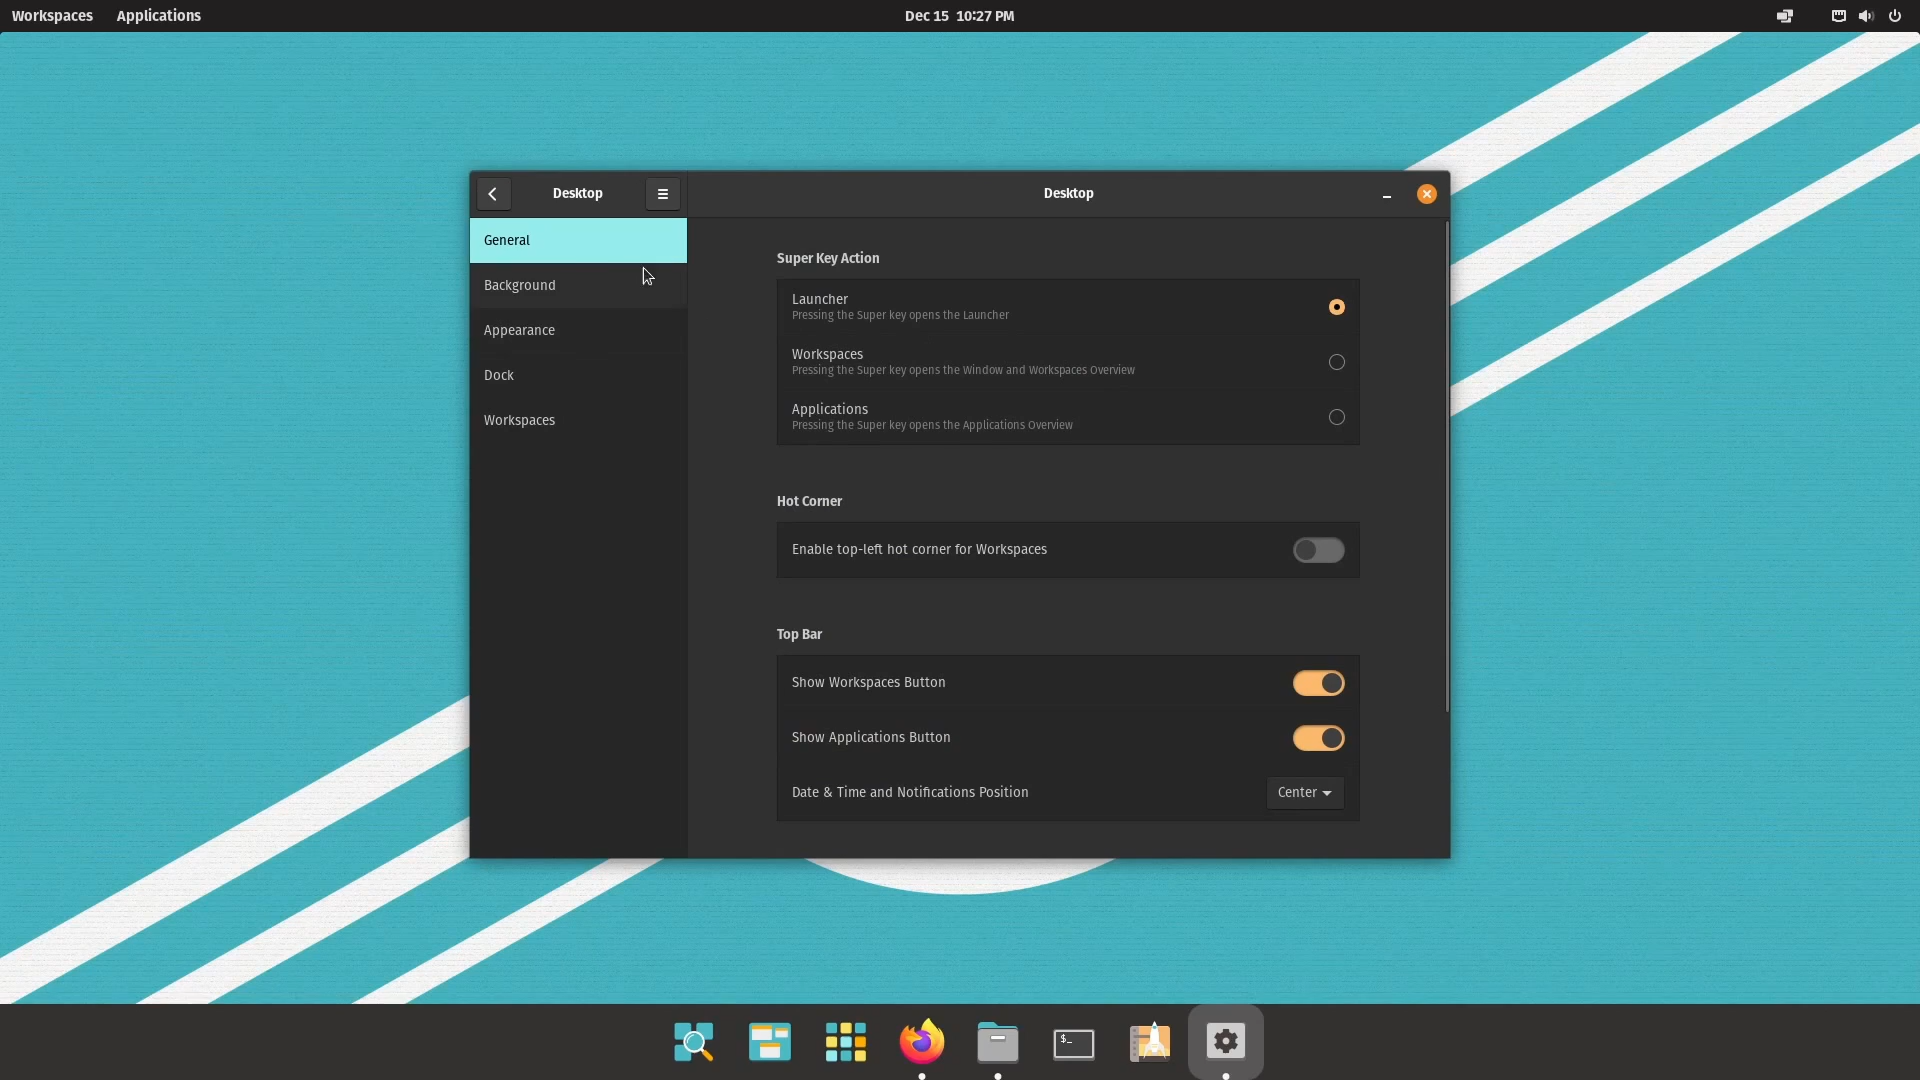 Workspaces Applications Dec 15 10:27 PM
Desktop Desktop
General
Background
Appearance
Dock
Workspaces
Super Key Action
Launcher
Pressing the Super key opens the Launcher
Workspaces
Pressing the Super key opens the Window and Workspaces Overview
Applications
Pressing the Super key opens the Applications Overview
Hot Corner
Enable top-left hot corner for Workspaces
Top Bar
Show Workspaces Button
Show Applications Button
Date & Time and Notifications Position Center
$_